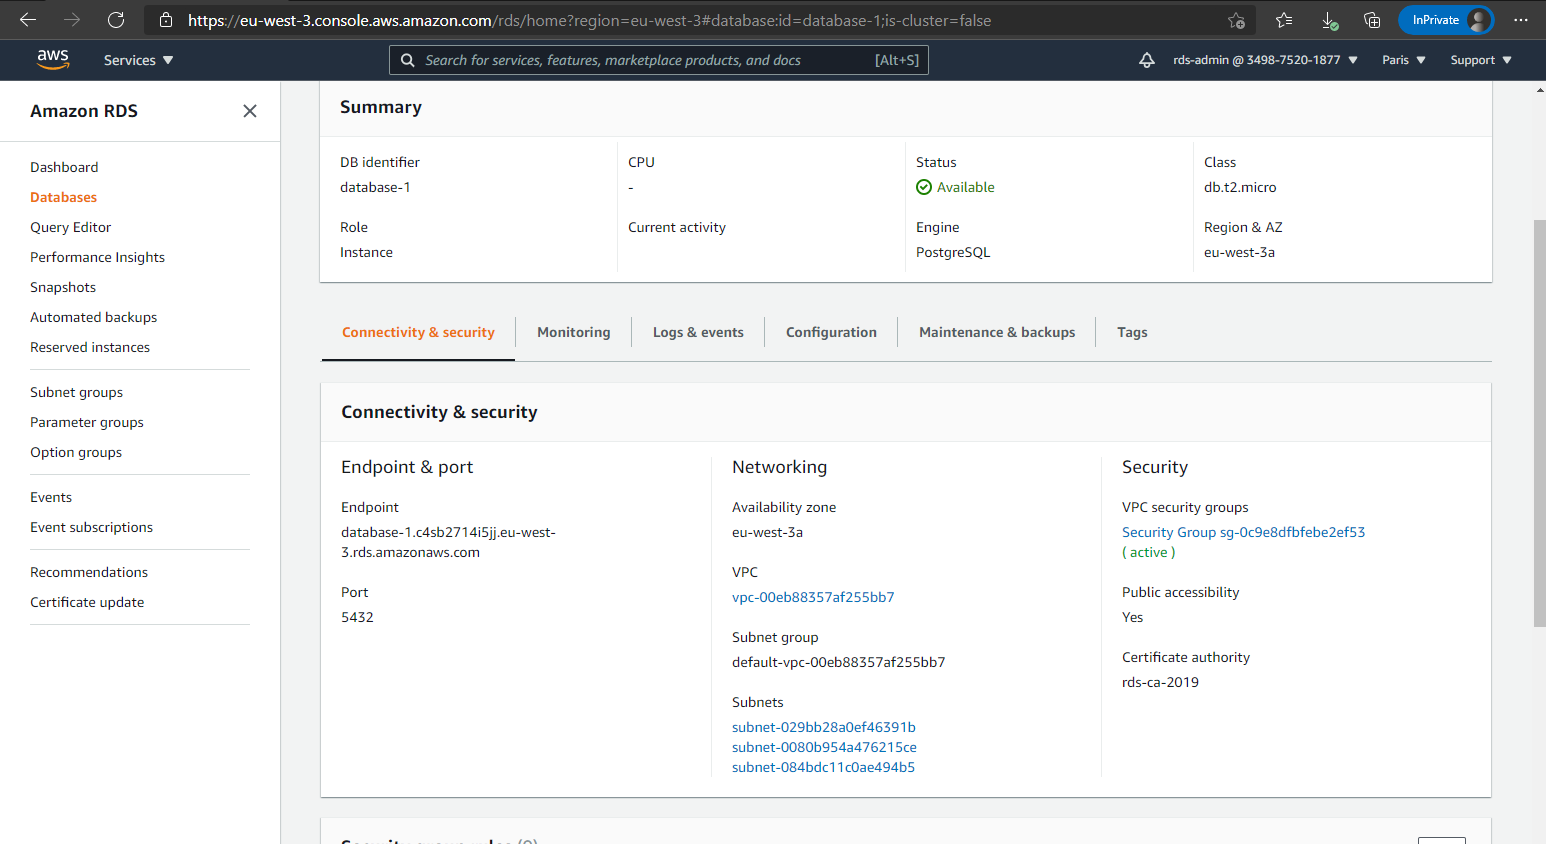 https://eu-west-3.console.aws.amazon.com/rds/home?region=eu-west-3#database:id=database-1;is-cluster=false
InPrivate
aws
Services
Search for services, features, marketplace products, and docs
[Alt+S]
rds-admin @ 3498-7520-1877
Paris
Support
Amazon RDS
Dashboard
Databases
Query Editor
Performance Insights
Snapshots
Automated backups
Reserved instances
Subnet groups
Parameter groups
Option groups
Events
Event subscriptions
Recommendations
Certificate update
Summary
DB identifier
database-1
CPU
-
Status
Available
Class
db.t2.micro
Role
Instance
Current activity
Engine
PostgreSQL
Region & AZ
eu-west-3a
Connectivity & security
Monitoring
Logs & events
Configuration
Maintenance & backups
Tags
Connectivity & security
Endpoint & port
Endpoint
database-1.c4sb2714i5jj.eu-west-
3.rds.amazonaws.com
Port
5432
Networking
Availability zone
eu-west-3a
VPC
vpc-00eb88357af255bb7
Subnet group
default-vpc-00eb88357af255bb7
Subnets
subnet-029bb28a0ef46391b
subnet-0080b954a476215ce
subnet-084bdc11c0ae494b5
Security
VPC security groups
Security Group sg-0c9e8dfbfebe2ef53
( active )
Public accessibility
Yes
Certificate authority
rds-ca-2019